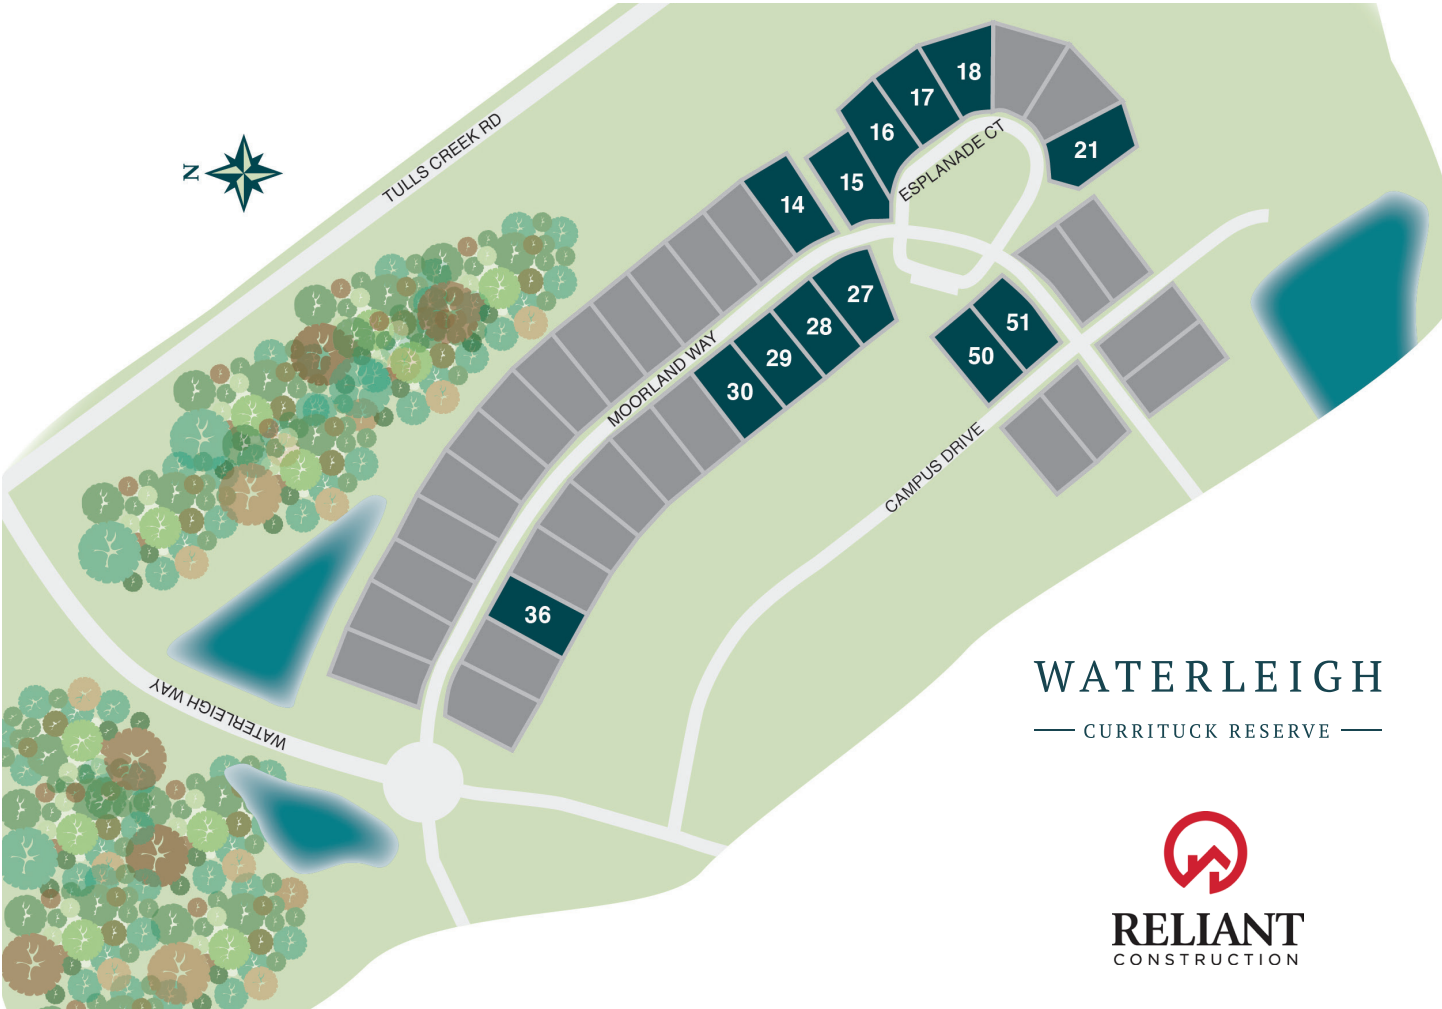 TULLS CREEK RD
N
18
17
16
15
14
21
ESPLANADE CT
27
28
29
30
51
50
MOORLAND WAY
CAMPUS DRIVE
36
WATERLEIGH WAY
WATERLEIGH
CURRITUCK RESERVE
RELIANT
CONSTRUCTION